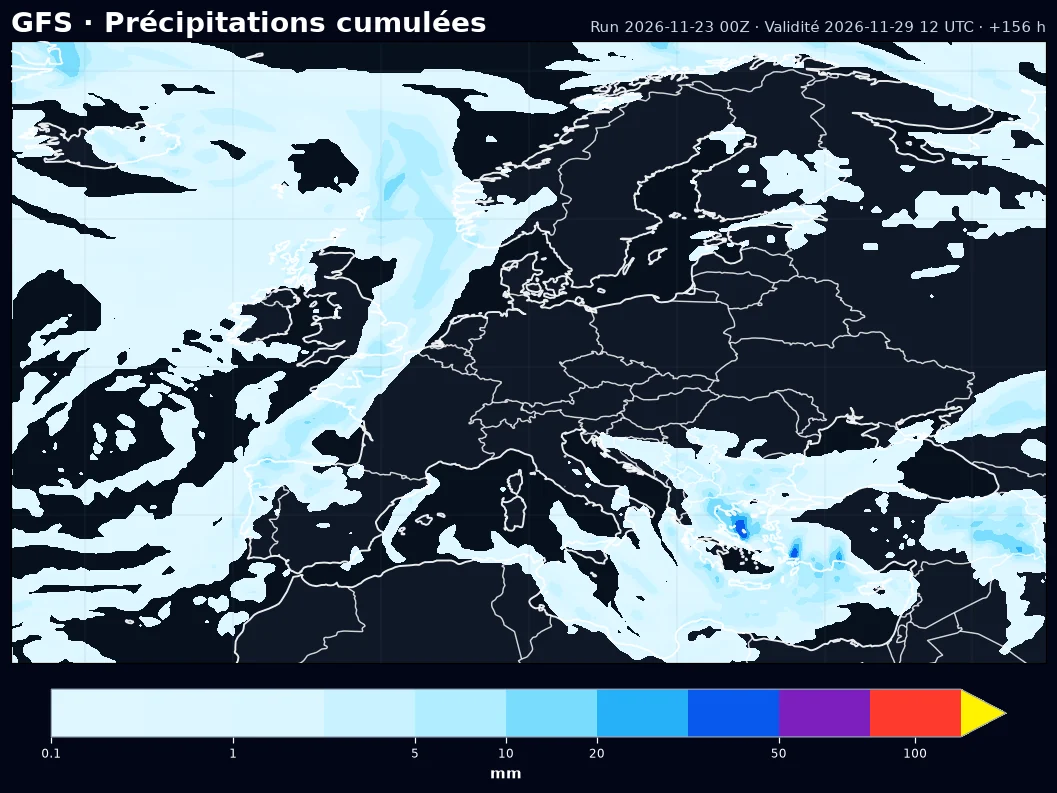 GFS · Précipitations cumulées
Run 2026-11-23 00Z · Validité 2026-11-29 12 UTC · +156 h
0.1 1 5 10 20 50 100
mm